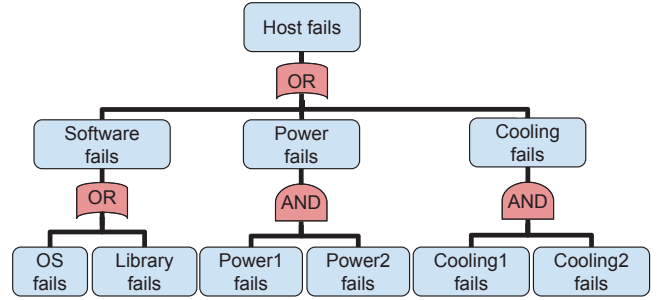 Host fails
OR
Software
fails
Power
fails
Cooling
fails
OR
AND
AND
OS
fails
Library
fails
Power1
fails
Power2
fails
Cooling1
fails
Cooling2
fails